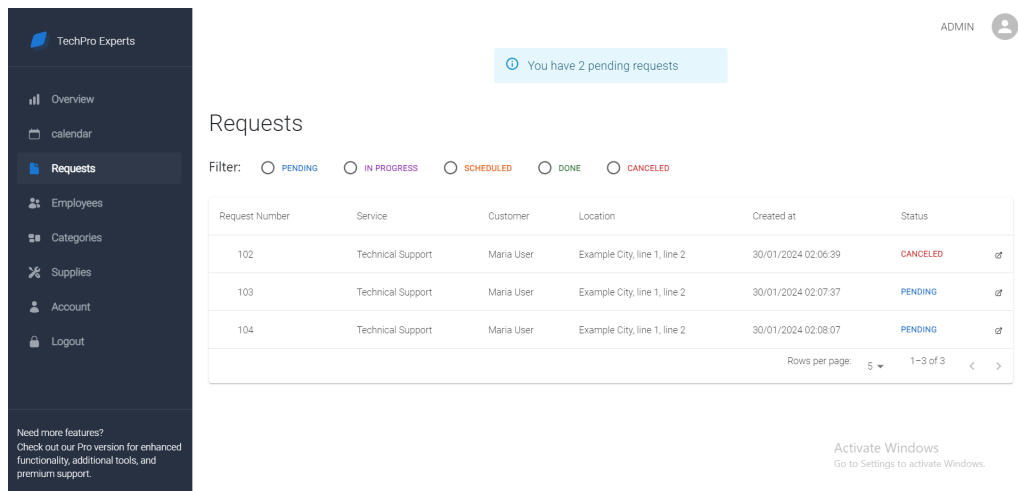 TechPro Experts
ADMIN
You have 2 pending requests
Overview
calendar
Requests
Employees
Categories
Supplies
Account
Logout
Need more features?
Check out our Pro version for enhanced
functionality, additional tools, and
premium support.
Requests
Filter: PENDING IN PROGRESS SCHEDULED DONE CANCELED
Request Number Service Customer Location Created at Status
102 Technical Support Maria User Example City, line 1, line 2 30/01/2024 02:06:39 CANCELED
103 Technical Support Maria User Example City, line 1, line 2 30/01/2024 02:07:37 PENDING
104 Technical Support Maria User Example City, line 1, line 2 30/01/2024 02:08:07 PENDING
Rows per page: 5 1–3 of 3
Activate Windows
Go to Settings to activate Windows.